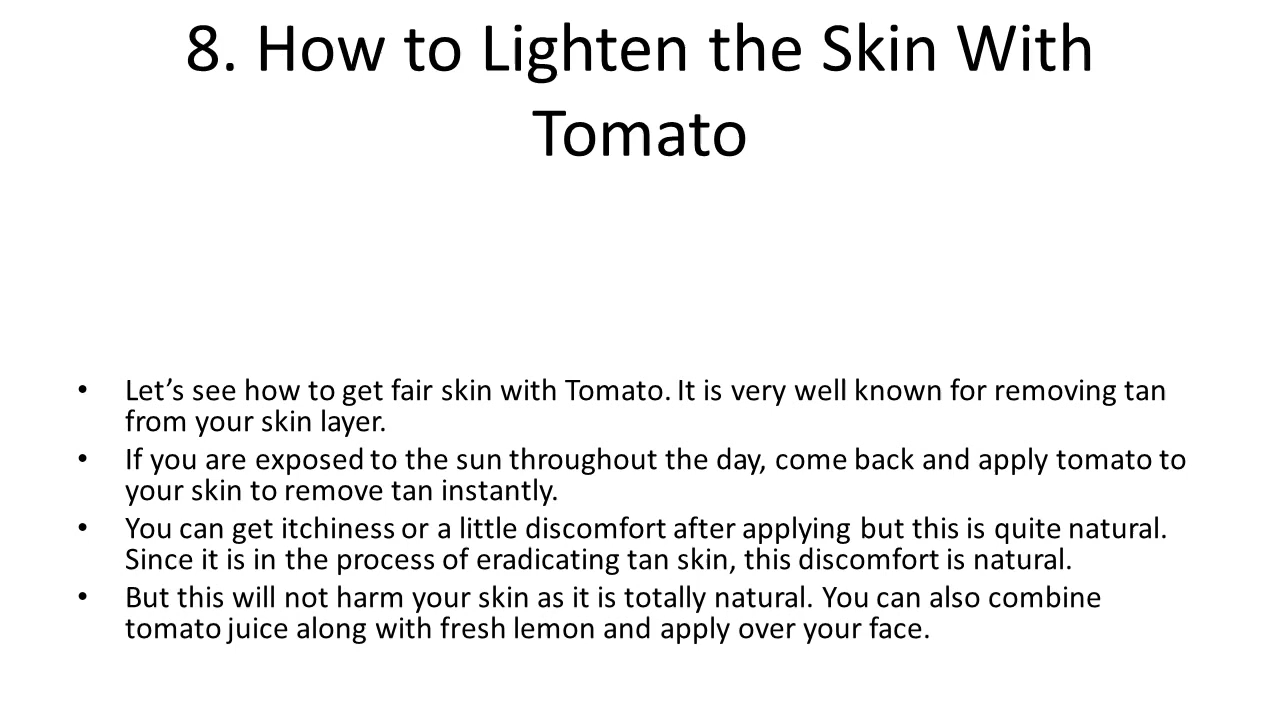 8. How to Lighten the Skin With
Tomato
• Let’s see how to get fair skin with Tomato. It is very well known for removing tan
from your skin layer.
• If you are exposed to the sun throughout the day, come back and apply tomato to
your skin to remove tan instantly.
• You can get itchiness or a little discomfort after applying but this is quite natural.
Since it is in the process of eradicating tan skin, this discomfort is natural.
• But this will not harm your skin as it is totally natural. You can also combine
tomato juice along with fresh lemon and apply over your face.